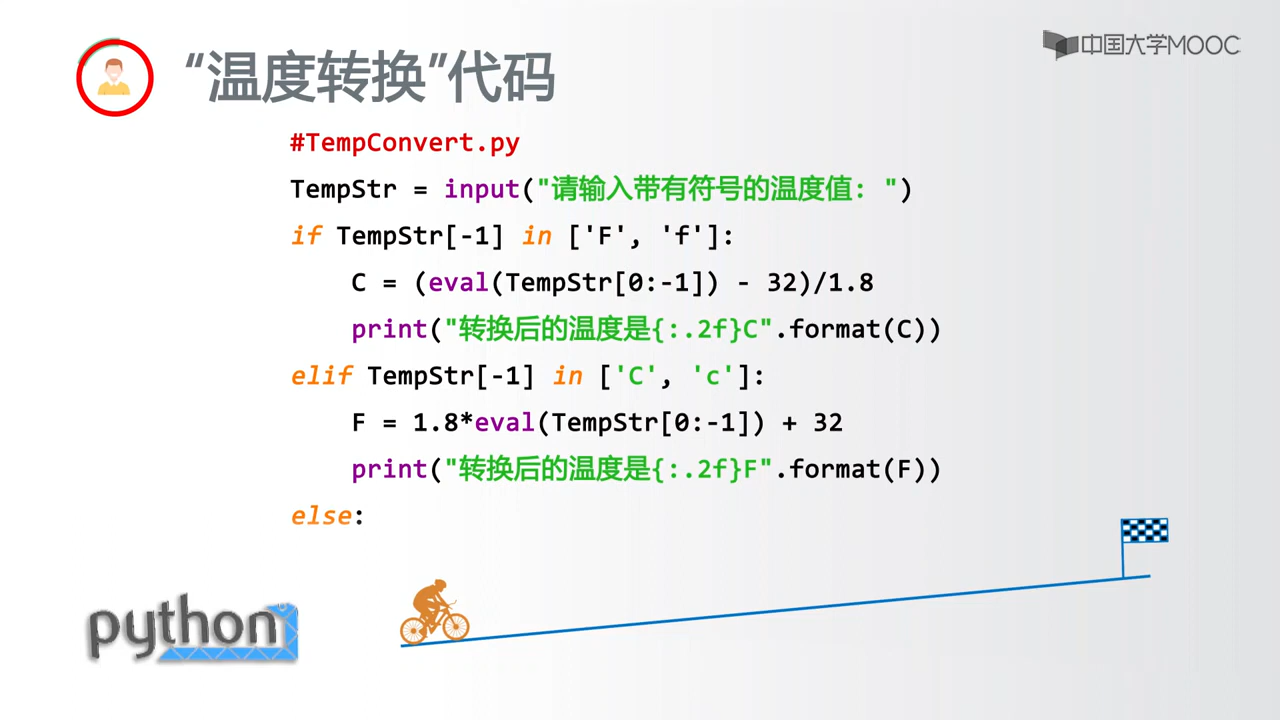 “温度转换”代码
中国大学MOOC
#TempConvert.py
TempStr = input("请输入带有符号的温度值: ")
if TempStr[-1] in ['F', 'f']:
    C = (eval(TempStr[0:-1]) - 32)/1.8
    print("转换后的温度是{:.2f}C".format(C))
elif TempStr[-1] in ['C', 'c']:
    F = 1.8*eval(TempStr[0:-1]) + 32
    print("转换后的温度是{:.2f}F".format(F))
else:
python